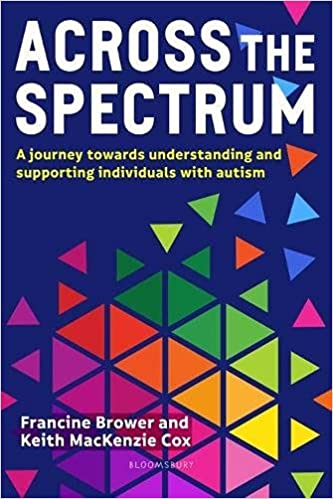 ACROSS THE
SPECTRUM
A journey towards understanding and
supporting individuals with autism
Francine Brower and
Keith MacKenzie Cox
BLOOMSBURY